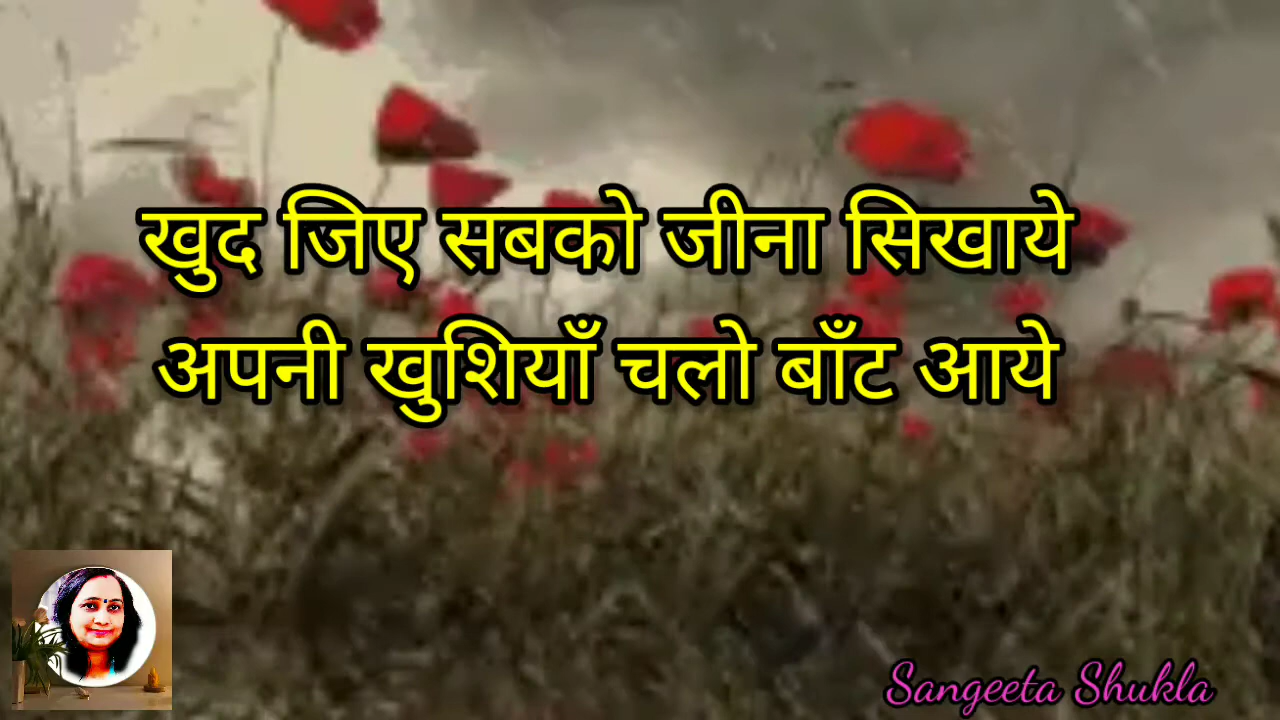 खुद जिए सबको जीना सिखाये
अपनी खुशियाँ चलो बाँट आये
Sangeeta Shukla